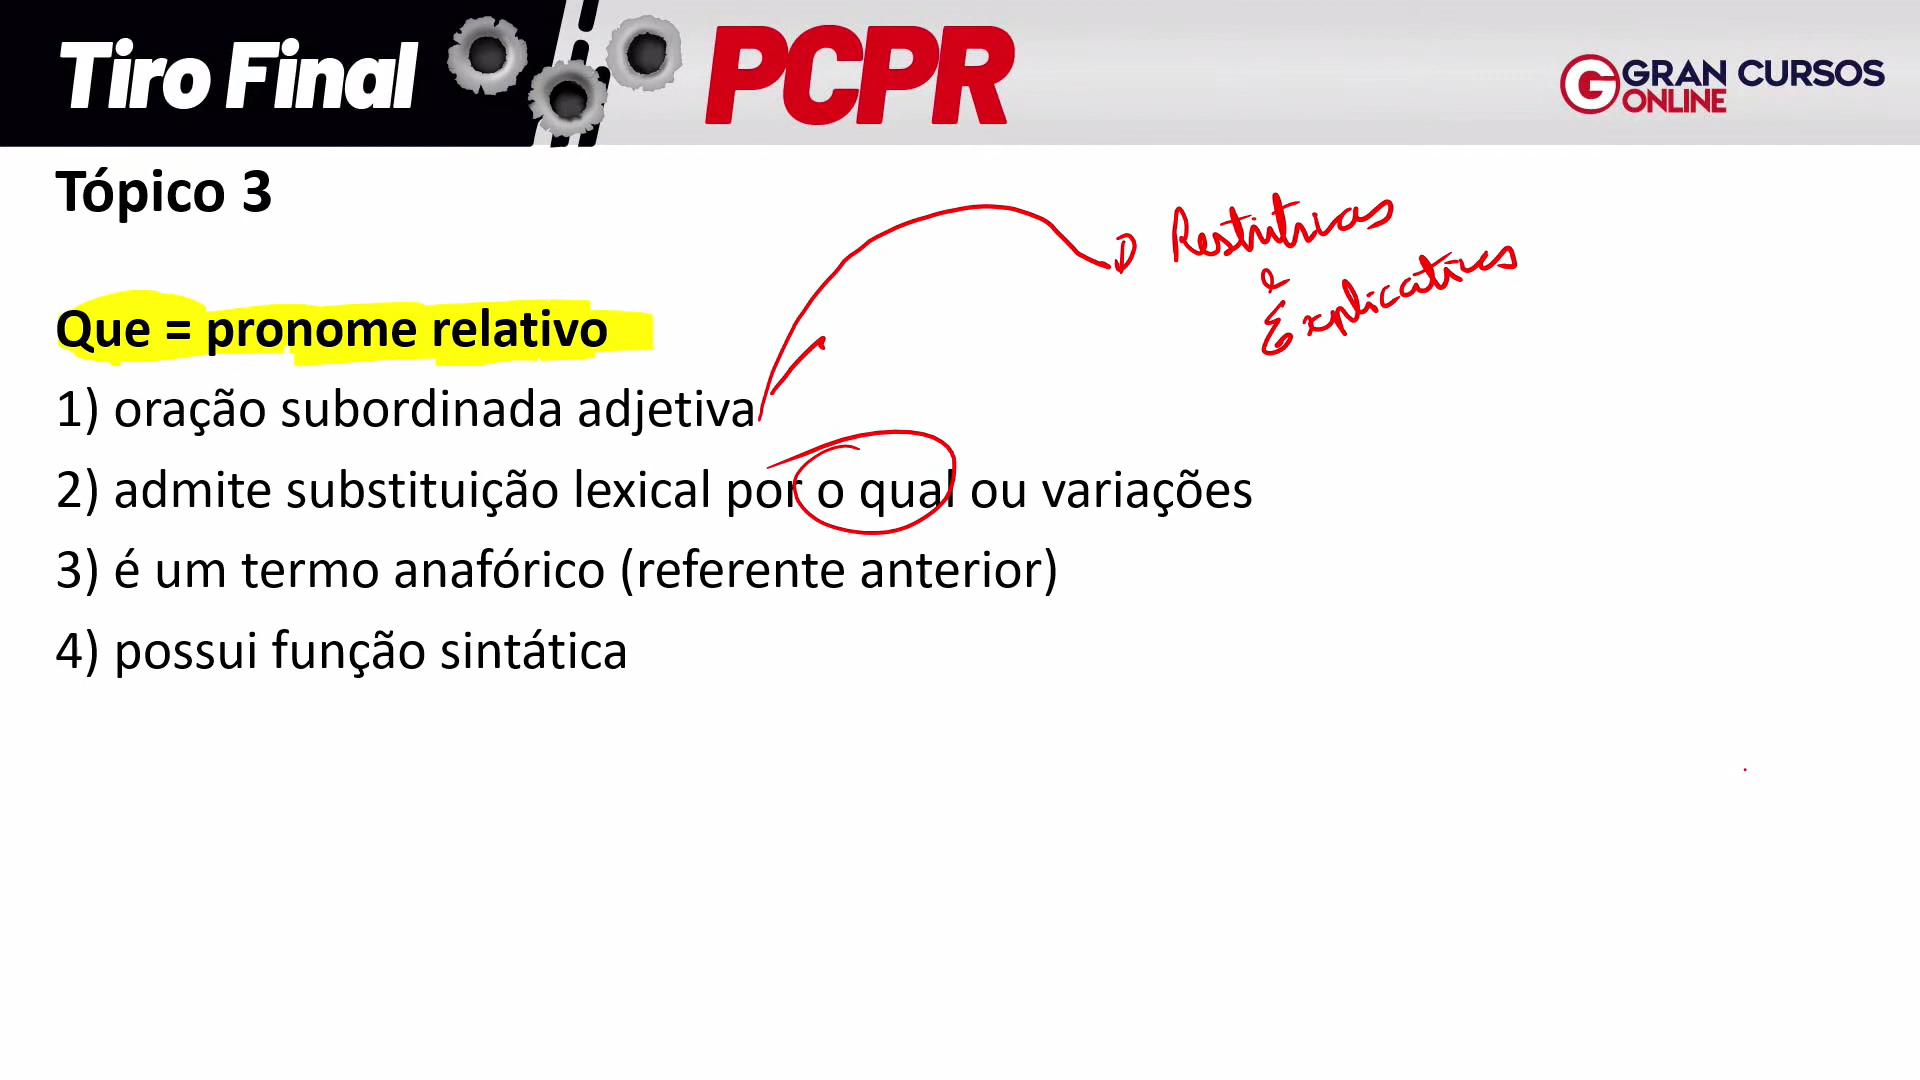 Tiro Final
PCPR
GRAN CURSOS
ONLINE
Tópico 3
Restritivas
e
Explicativas
Que = pronome relativo
1) oração subordinada adjetiva
2) admite substituição lexical por o qual ou variações
3) é um termo anafórico (referente anterior)
4) possui função sintática